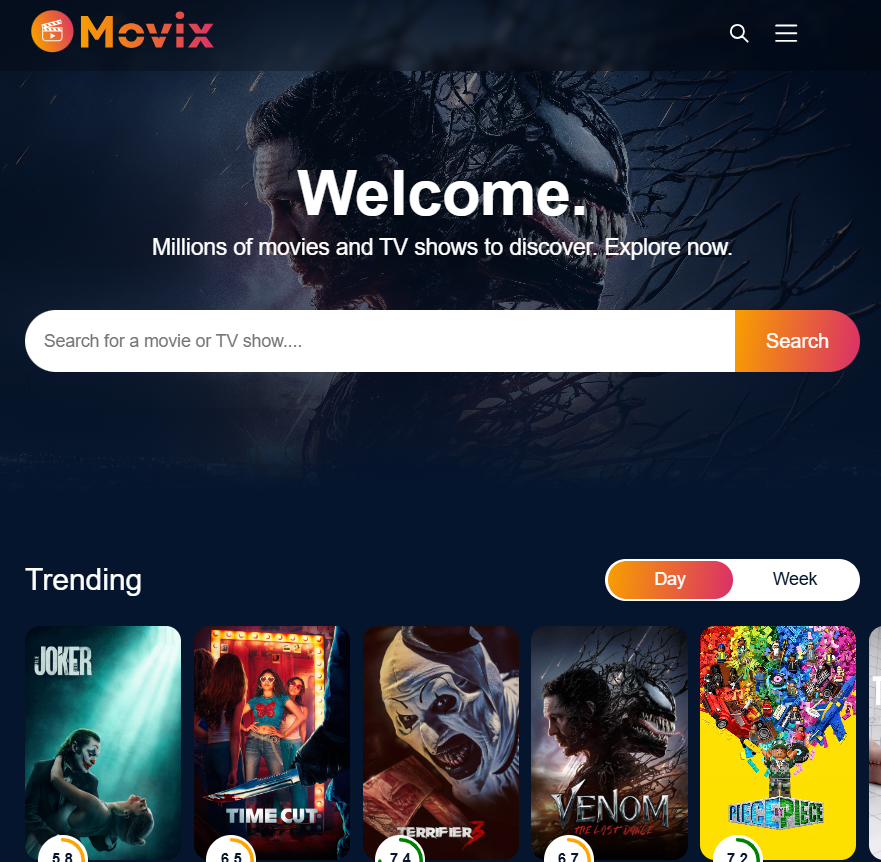 Movix
Welcome.
Millions of movies and TV shows to discover. Explore now.
Search for a movie or TV show....
Search
Trending
Day
Week
JOKER
TIME CUT
TERRIFIER 3
VENOM
THE LAST DANCE
PIECE BY PIECE
5.8
6.5
7.4
6.7
7.2